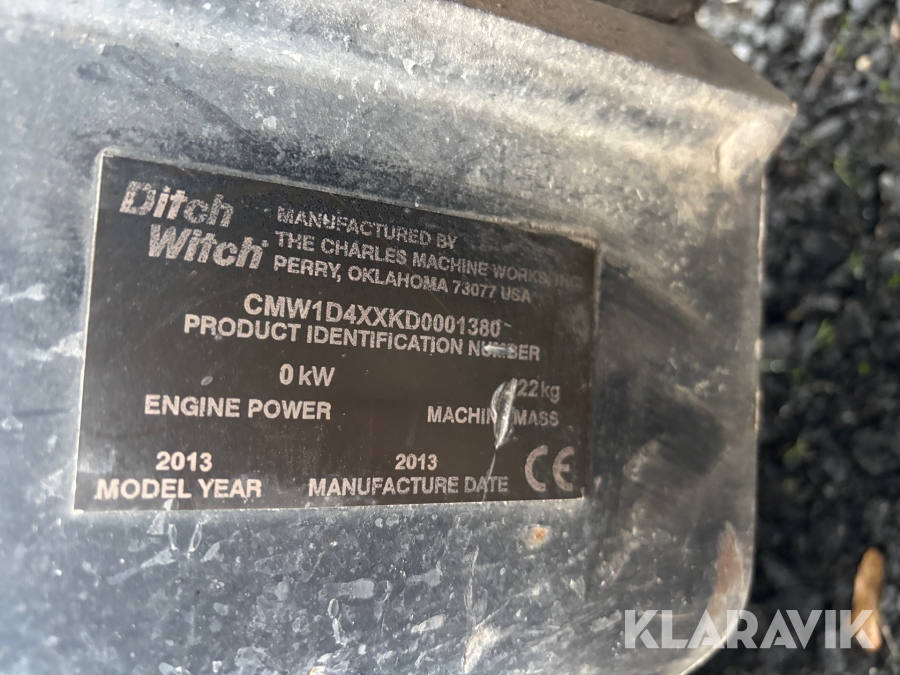 Ditch
Witch
MANUFACTURED BY
THE CHARLES MACHINE WORKS, INC.
PERRY, OKLAHOMA 73077 USA
CMW1D4XXKD0001380
PRODUCT IDENTIFICATION NUMBER
0 kW
ENGINE POWER
MACHINE MASS
2013
MODEL YEAR
2013
MANUFACTURE DATE
CE
KLARAVIK